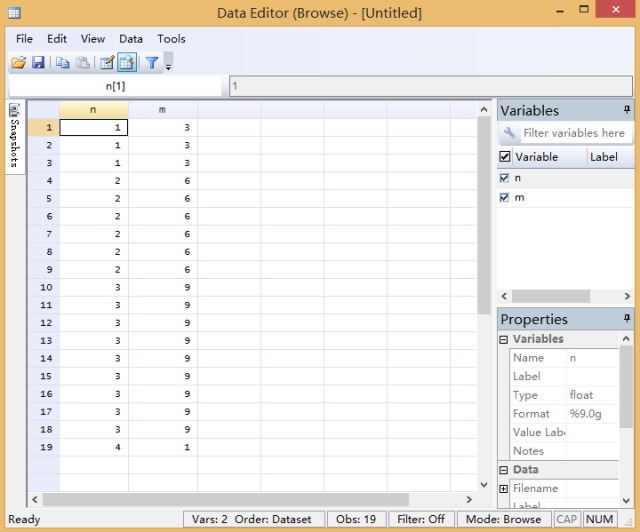 Data Editor (Browse) - [Untitled]
File Edit View Data Tools
n[1] 1
Snapshots
n m
1 1 3
2 1 3
3 1 3
4 2 6
5 2 6
6 2 6
7 2 6
8 2 6
9 2 6
10 3 9
11 3 9
12 3 9
13 3 9
14 3 9
15 3 9
16 3 9
17 3 9
18 3 9
19 4 1
Variables
Filter variables here
Variable Label
n
m
Properties
Variables
Name n
Label
Type float
Format %9.0g
Value Labe
Notes
Data
Filename
Label
Ready Vars: 2 Order: Dataset Obs: 19 Filter: Off Mode: Browse CAP NUM